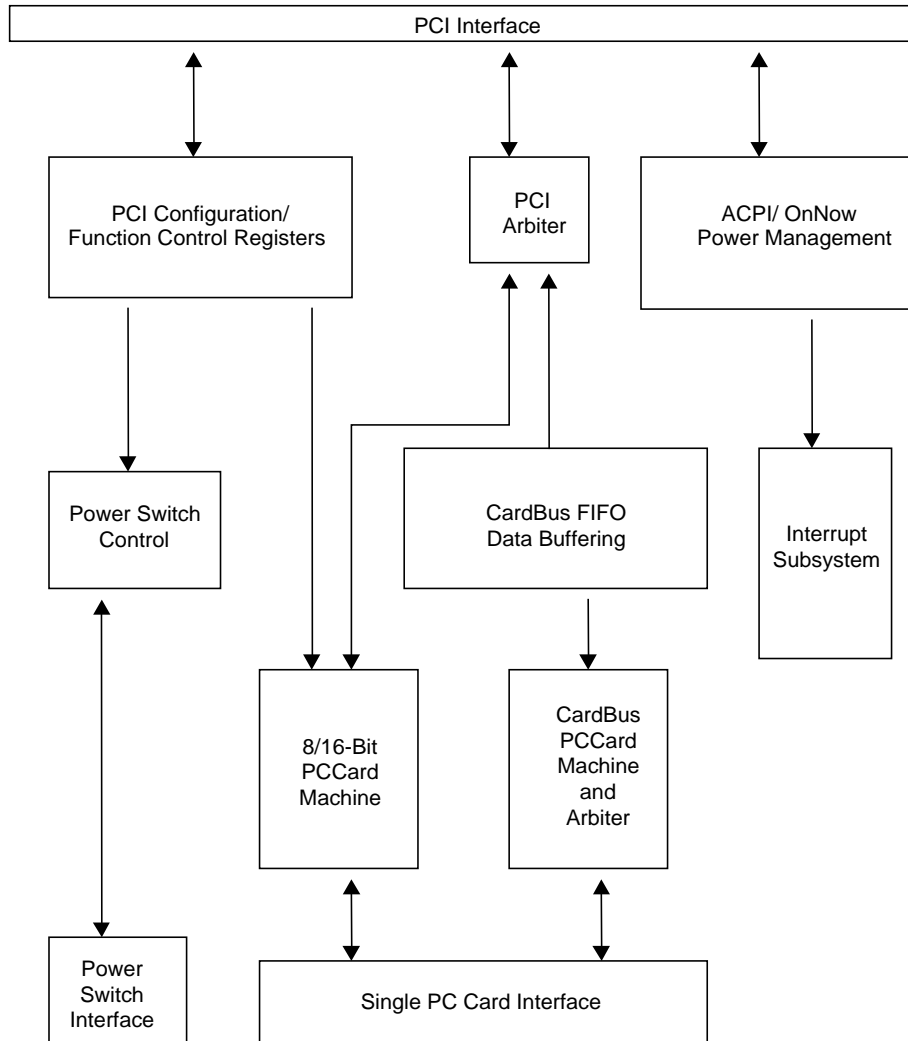 PCI Interface
PCI Configuration/
Function Control Registers
PCI
Arbiter
ACPI/ OnNow
Power Management
Power Switch
Control
CardBus FIFO
Data Buffering
Interrupt
Subsystem
8/16-Bit
PCCard
Machine
CardBus
PCCard
Machine
and
Arbiter
Power
Switch
Interface
Single PC Card Interface